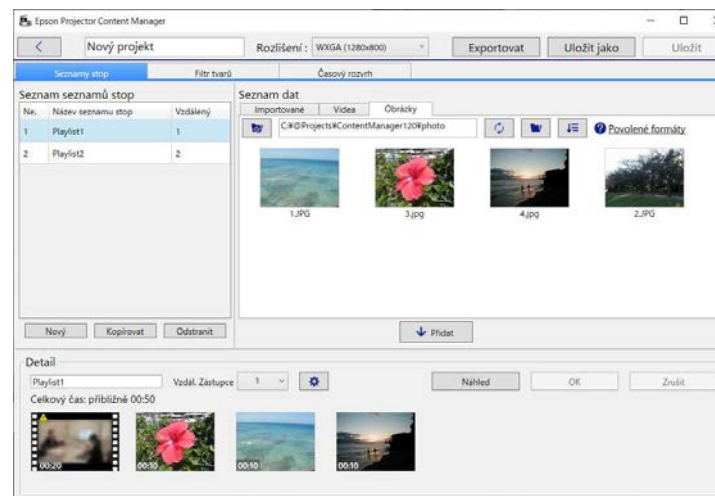 Epson Projector Content Manager
Nový projekt Rozlišení : WXGA (1280x800) Exportovat Uložit jako Uložit
Seznamy stop Filtr tvarů Časový rozvrh
Seznam seznamů stop
Ne. Název seznamu stop Vzdálený
1 Playlist1 1
2 Playlist2 2
Nový Kopírovat Odstranit
Seznam dat
Importované Videa Obrázky
C:¥@Projects¥ContentManager120¥photo Povolené formáty
1.JPG 3.jpg 4.jpg 2.JPG
Přidat
Detail
Playlist1 Vzdál. Zástupce 1 Náhled OK Zrušit
Celkový čas: přibližně 00:50
00:20 00:10 00:10 00:10